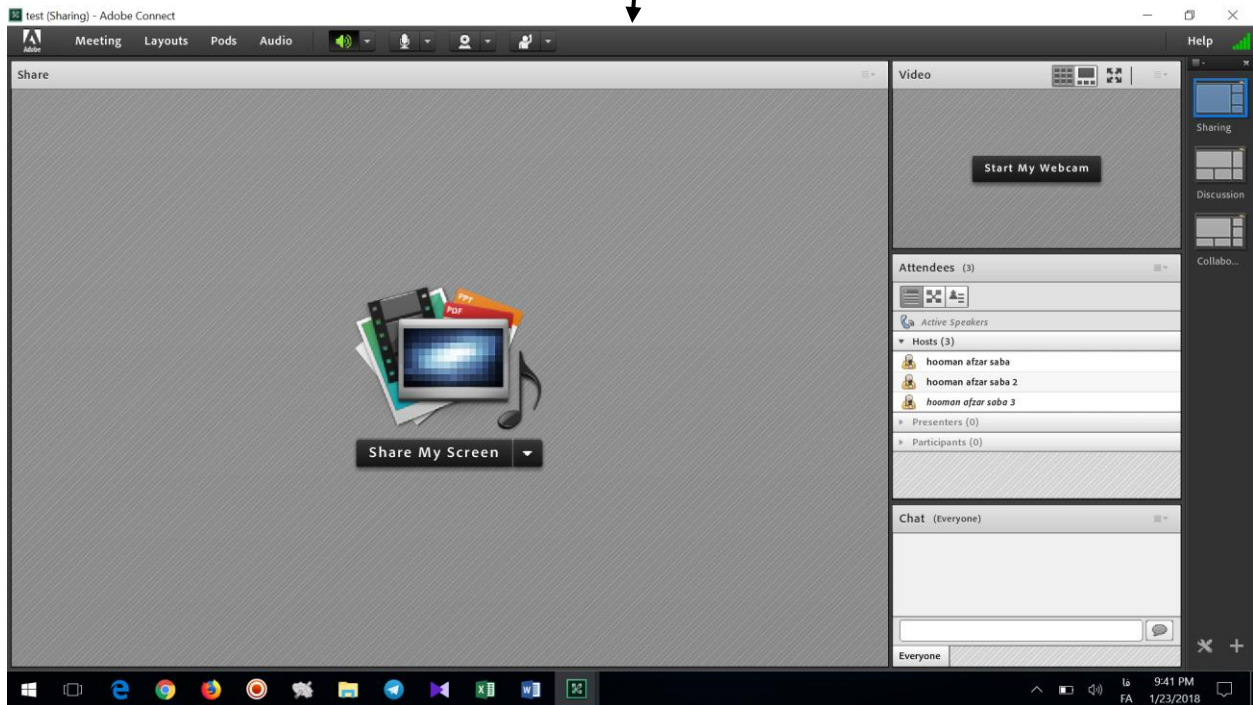 test (Sharing) - Adobe Connect
Adobe Meeting Layouts Pods Audio Help
Share
PPT
PDF
Share My Screen
Video
Start My Webcam
Attendees (3)
Active Speakers
Hosts (3)
hooman afzar saba
hooman afzar saba 2
hooman afzar saba 3
Presenters (0)
Participants (0)
Chat (Everyone)
Everyone
Sharing
Discussion
Collabo...
فا
FA
9:41 PM
1/23/2018